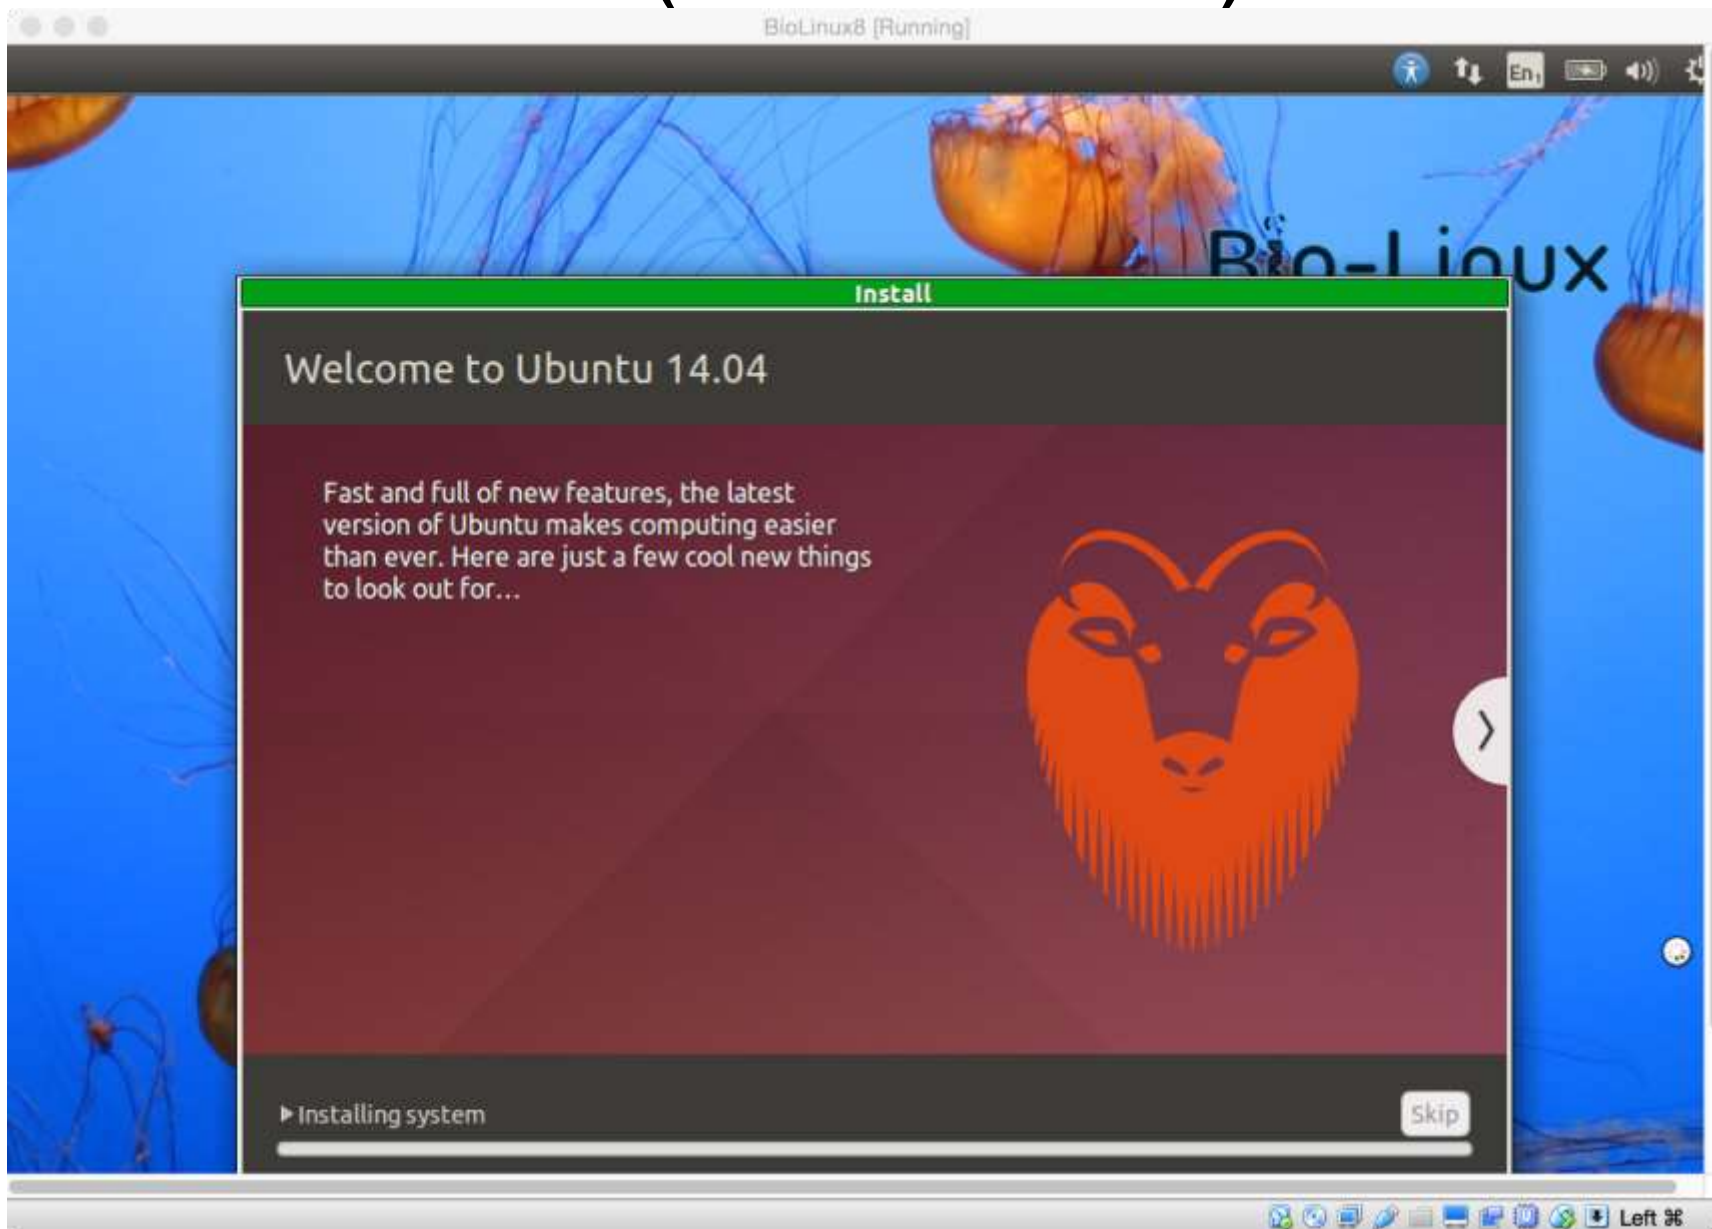 BioLinux8 [Running]
En1
Bio-Linux
Install
Welcome to Ubuntu 14.04
Fast and full of new features, the latest
version of Ubuntu makes computing easier
than ever. Here are just a few cool new things
to look out for...
Installing system
Skip
Left ⌘